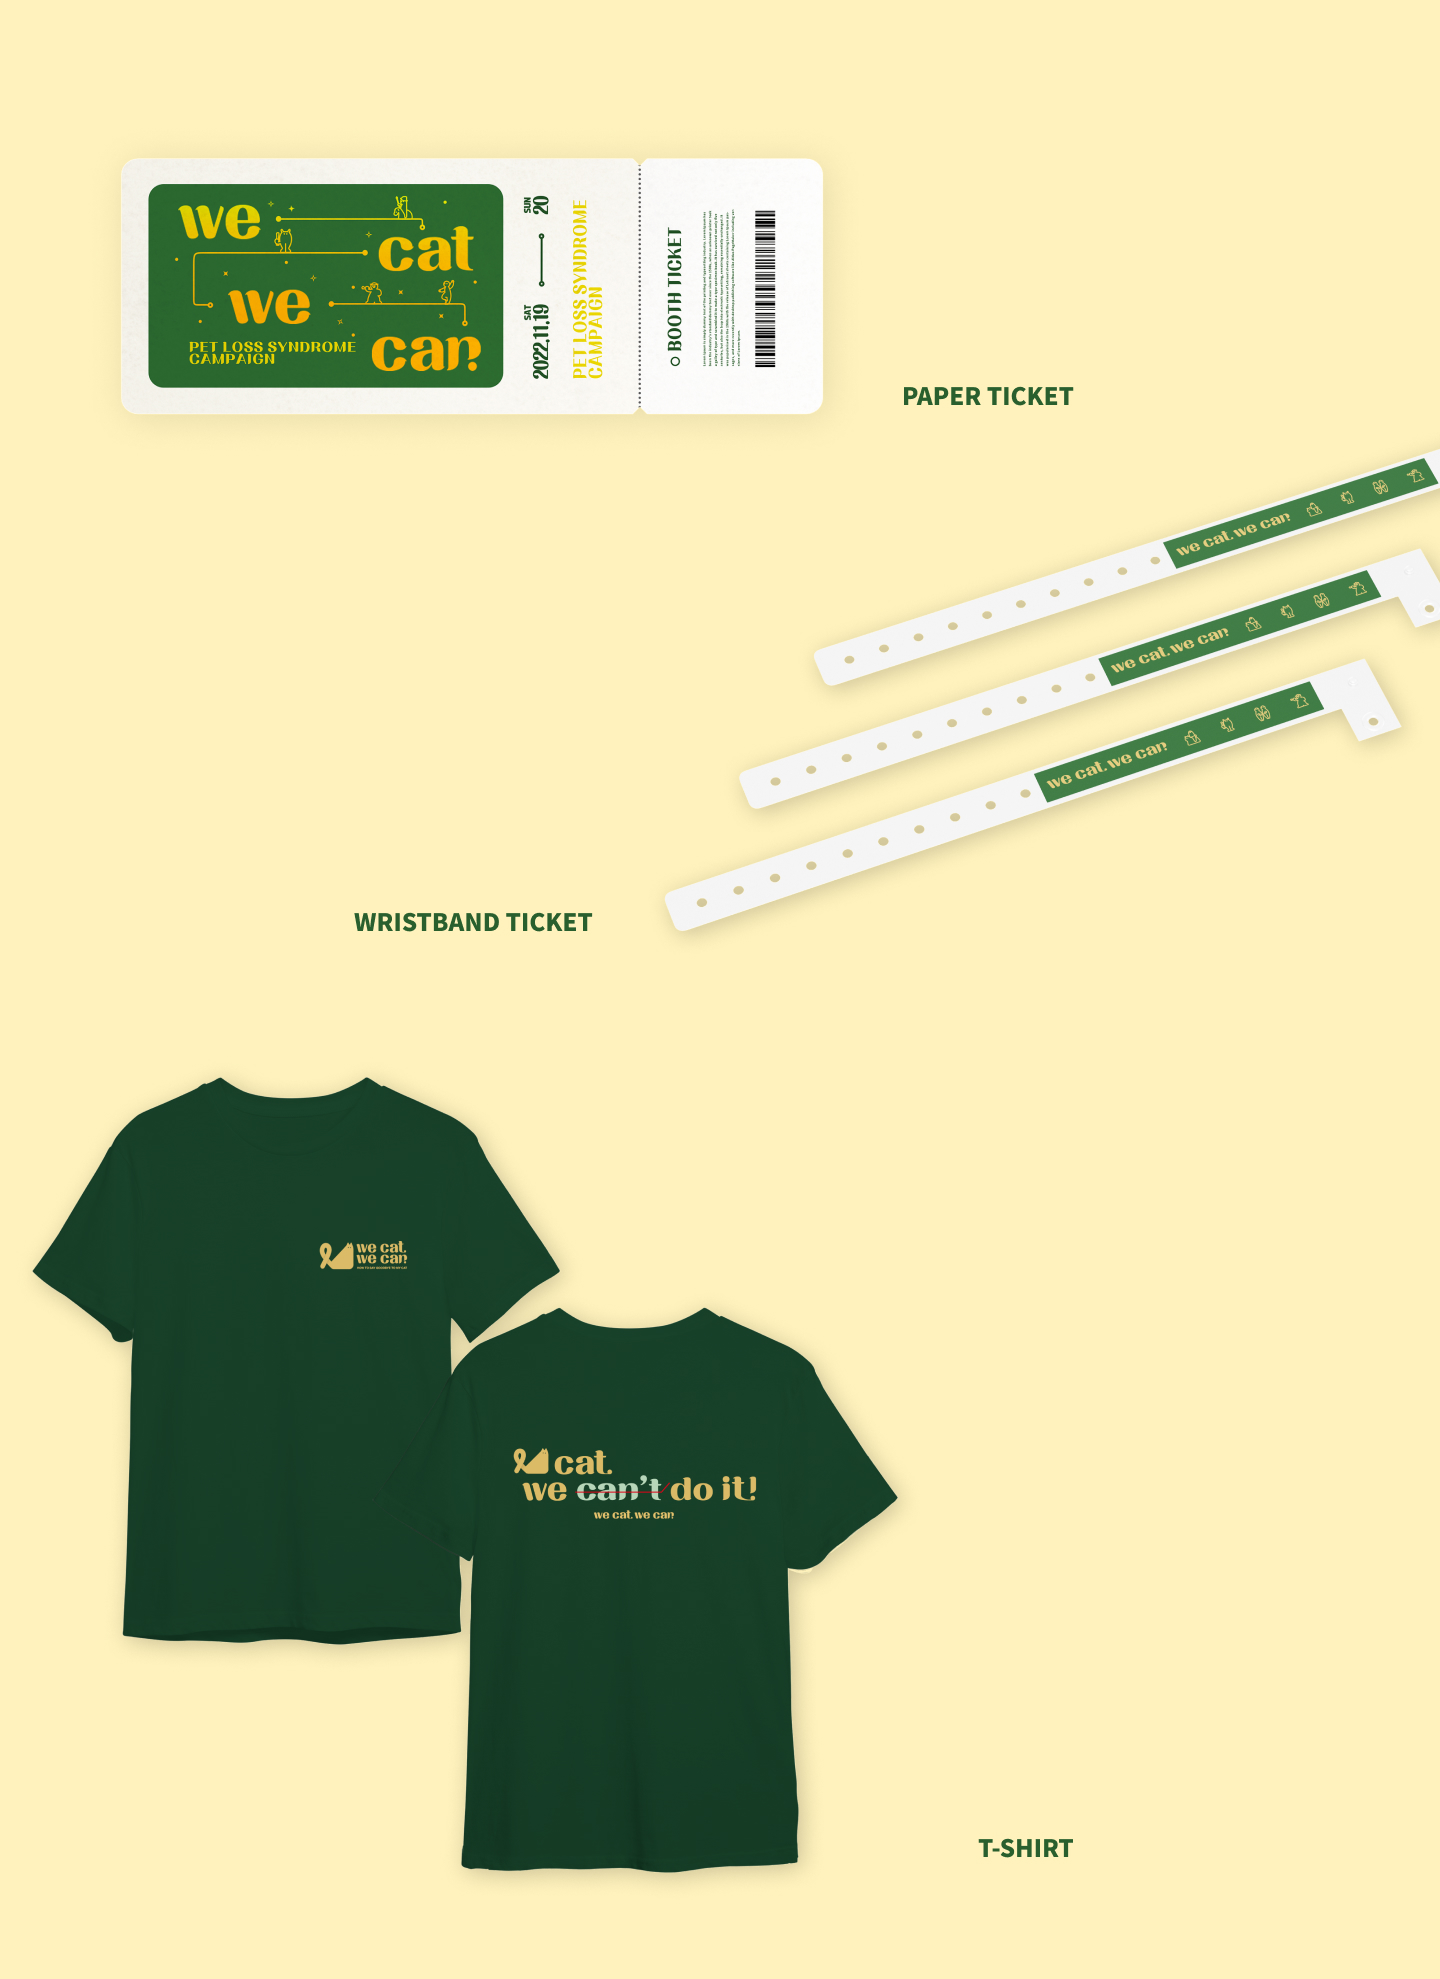 we
cat
we
can
PET LOSS SYNDROME
CAMPAIGN
SAT
SUN
2022.11.19
20
PET LOSS SYNDROME
CAMPAIGN
BOOTH TICKET
PAPER TICKET
we cat. we can
we cat. we can
we cat. we can
WRISTBAND TICKET
we cat.
we can
cat.
we can't do it!
we cat. we can
T-SHIRT